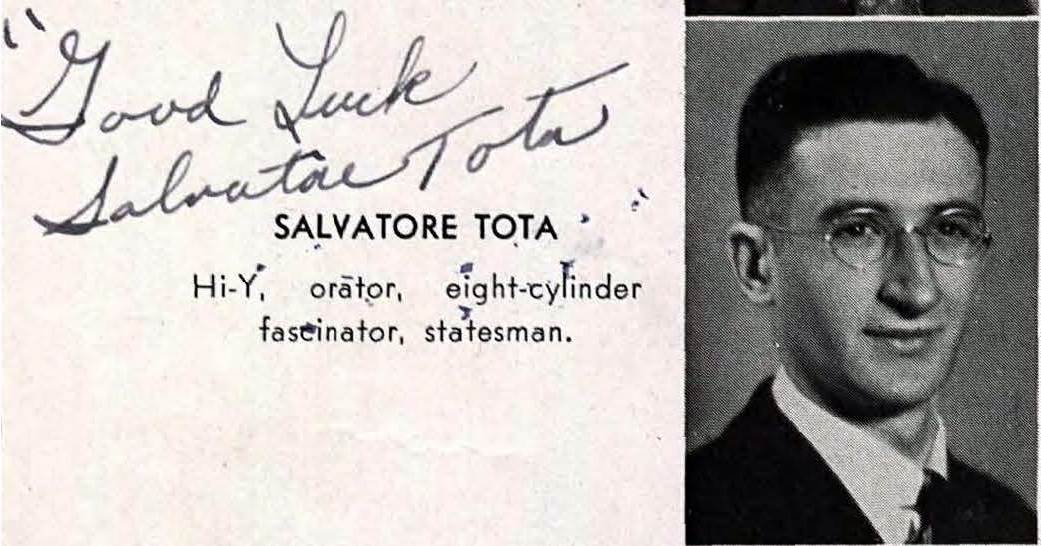 "Good Luck
Salvatore Tota
SALVATORE TOTA
Hi-Y, orator, eight-cylinder
fascinator, statesman.